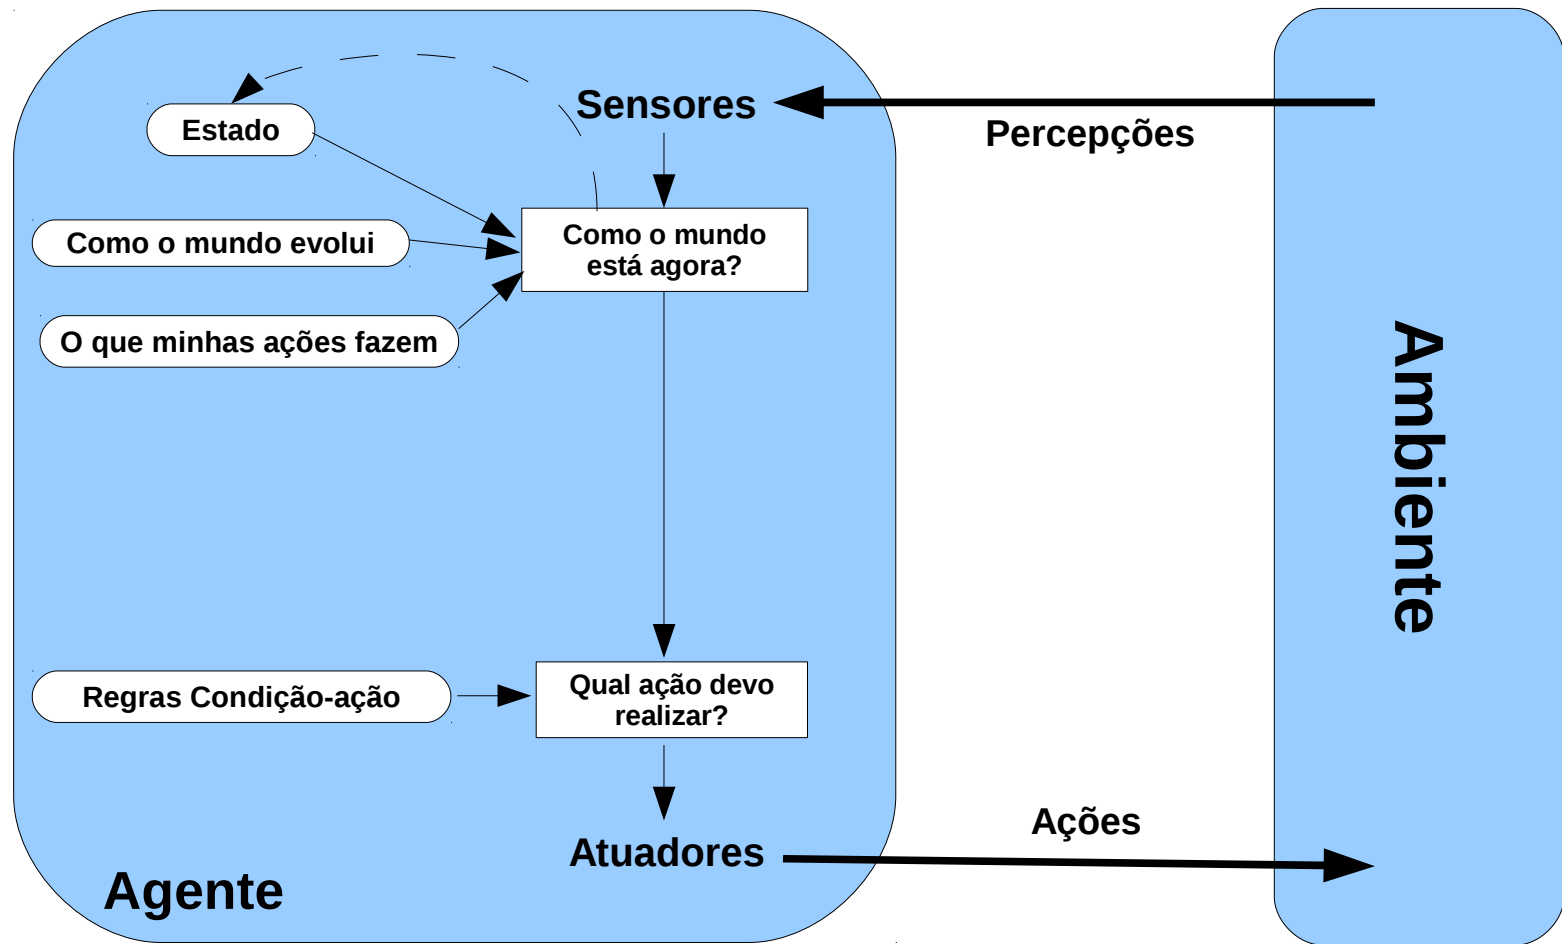 Sensores
Percepções
Estado
Como o mundo evolui
Como o mundo
está agora?
O que minhas ações fazem
Ambiente
Regras Condição-ação
Qual ação devo
realizar?
Ações
Atuadores
Agente